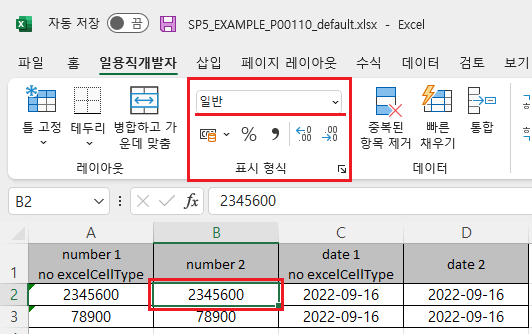 자동 저장 끔 SP5_EXAMPLE_P00110_default.xlsx - Excel
파일 홈 일용직개발자 삽입 페이지 레이아웃 수식 데이터 검토 보기
틀 고정 테두리 병합하고 가운데 맞춤 일반 % , 중복된 항목 제거 빠른 채우기 통합
레이아웃 표시 형식 데이터
B2 fx 2345600
A B C D
1 number 1 no excelCellType number 2 date 1 no excelCellType date 2
2 2345600 2345600 2022-09-16 2022-09-16
3 78900 78900 2022-09-16 2022-09-16